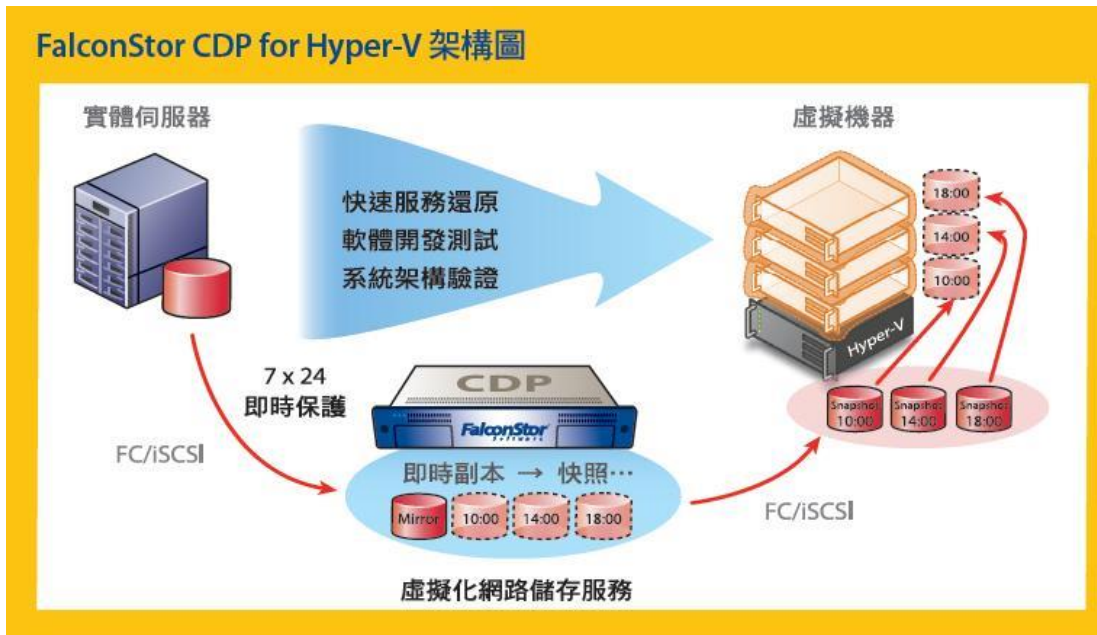 FalconStor CDP for Hyper-V 架構圖
實體伺服器
虛擬機器
快速服務還原
軟體開發測試
系統架構驗證
18:00
14:00
10:00
Hyper-V
7 x 24
即時保護
CDP
FalconStor
Software
Snapshot
10:00
Snapshot
14:00
Snapshot
18:00
FC/iSCSI
即時副本 → 快照…
Mirror
10:00
14:00
18:00
FC/iSCSI
虛擬化網路儲存服務